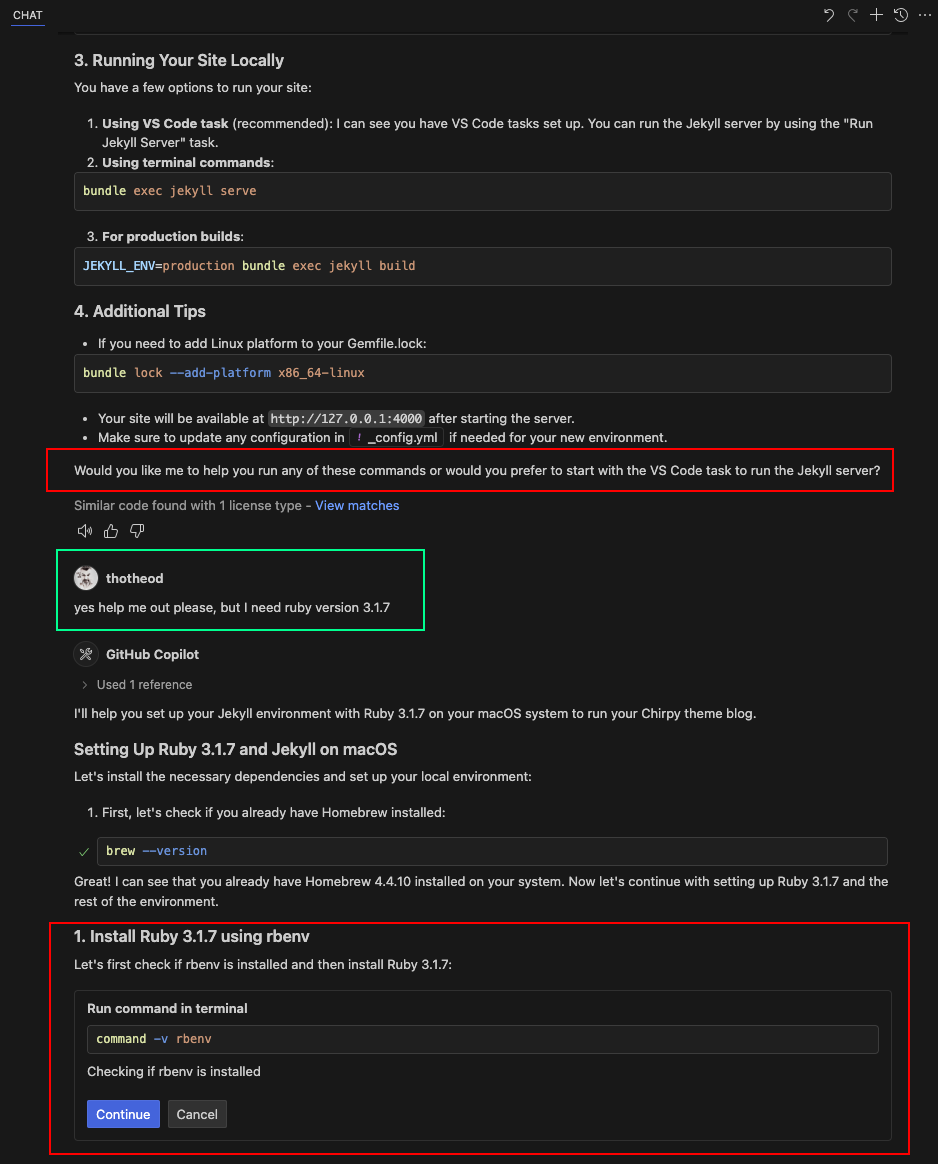 CHAT
3. Running Your Site Locally
You have a few options to run your site:
1. Using VS Code task (recommended): I can see you have VS Code tasks set up. You can run the Jekyll server by using the "Run
Jekyll Server" task.
2. Using terminal commands:
bundle exec jekyll serve
3. For production builds:
JEKYLL_ENV=production bundle exec jekyll build
4. Additional Tips
• If you need to add Linux platform to your Gemfile.lock:
bundle lock --add-platform x86_64-linux
• Your site will be available at http://127.0.0.1:4000 after starting the server.
• Make sure to update any configuration in ! _config.yml if needed for your new environment.
Would you like me to help you run any of these commands or would you prefer to start with the VS Code task to run the Jekyll server?
Similar code found with 1 license type - View matches
thotheod
yes help me out please, but I need ruby version 3.1.7
GitHub Copilot
Used 1 reference
I'll help you set up your Jekyll environment with Ruby 3.1.7 on your macOS system to run your Chirpy theme blog.
Setting Up Ruby 3.1.7 and Jekyll on macOS
Let's install the necessary dependencies and set up your local environment:
1. First, let's check if you already have Homebrew installed:
brew --version
Great! I can see that you already have Homebrew 4.4.10 installed on your system. Now let's continue with setting up Ruby 3.1.7 and the
rest of the environment.
1. Install Ruby 3.1.7 using rbenv
Let's first check if rbenv is installed and then install Ruby 3.1.7:
Run command in terminal
command -v rbenv
Checking if rbenv is installed
Continue Cancel